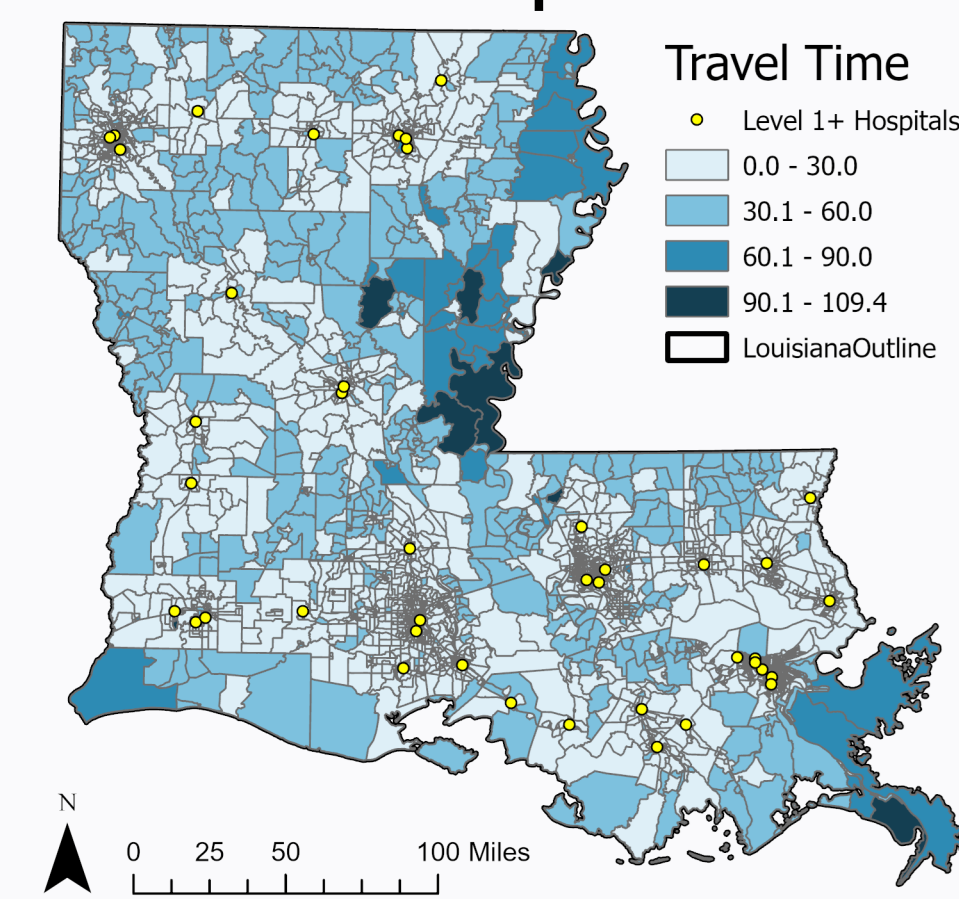 Travel Time
Level 1+ Hospitals
0.0 - 30.0
30.1 - 60.0
60.1 - 90.0
90.1 - 109.4
LouisianaOutline
N
0 25 50 100 Miles